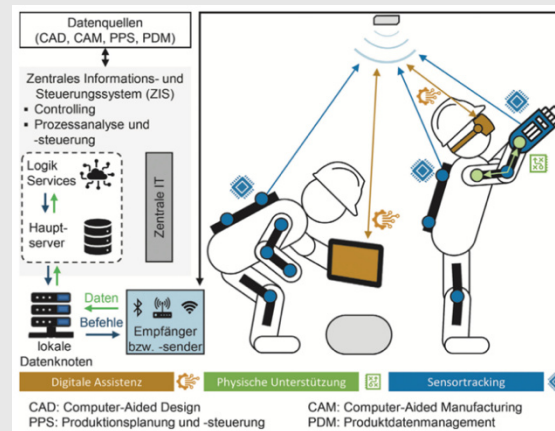 Datenquellen
(CAD, CAM, PPS, PDM)
Zentrales Informations- und
Steuerungssystem (ZIS)
▪ Controlling
▪ Prozessanalyse und
-steuerung
Logik
Services
Haupt-
server
Zentrale IT
Daten
Befehle
lokale
Datenknoten
Empfänger
bzw. -sender
Digitale Assistenz
Physische Unterstützung
Sensortracking
CAD: Computer-Aided Design
CAM: Computer-Aided Manufacturing
PPS: Produktionsplanung und -steuerung
PDM: Produktdatenmanagement